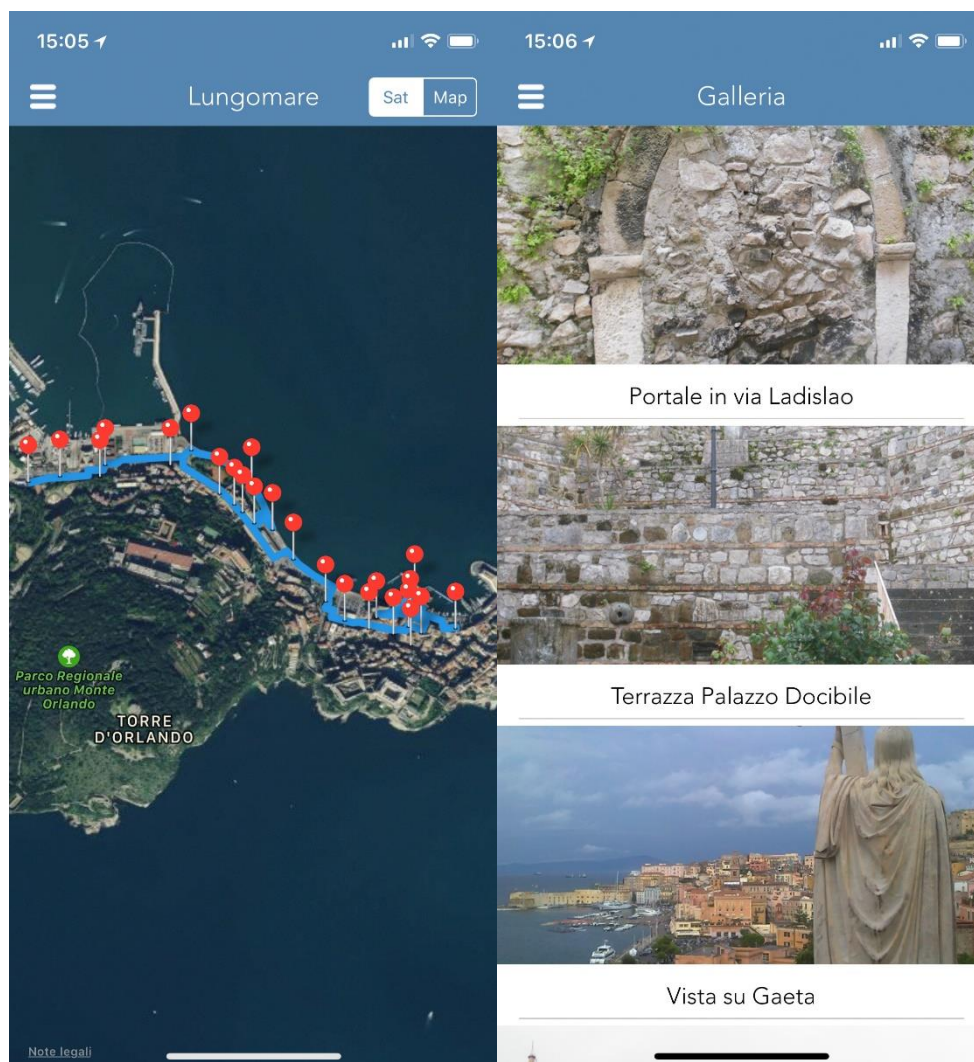 15:05
Lungomare
Sat Map
Parco Regionale
urbano Monte
Orlando
TORRE
D'ORLANDO
Note legali
15:06
Galleria
Portale in via Ladislao
Terrazza Palazzo Docibile
Vista su Gaeta